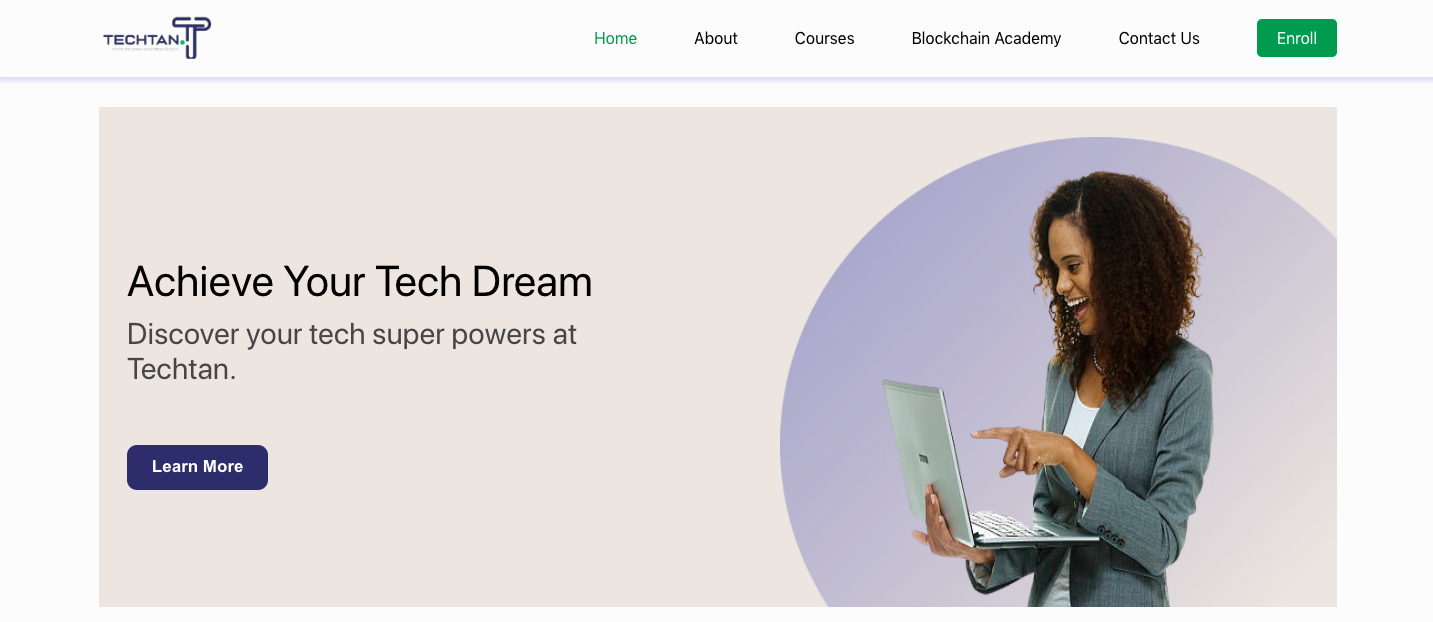 TECHTAN
Home
About
Courses
Blockchain Academy
Contact Us
Enroll
Achieve Your Tech Dream
Discover your tech super powers at
Techtan.
Learn More